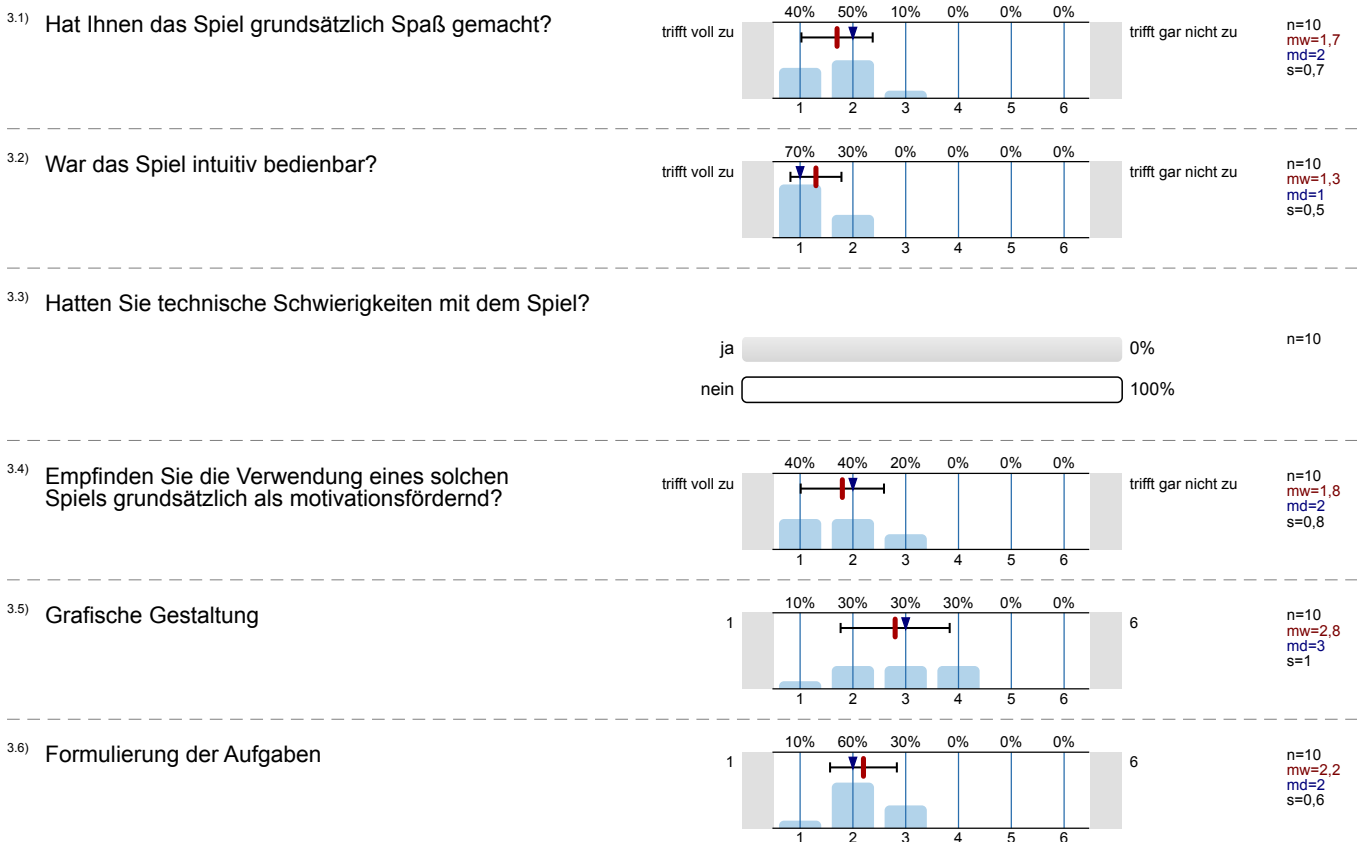 3.1) Hat Ihnen das Spiel grundsätzlich Spaß gemacht?
trifft voll zu
40% 50% 10% 0% 0% 0%
1 2 3 4 5 6
trifft gar nicht zu
n=10
mw=1,7
md=2
s=0,7
3.2) War das Spiel intuitiv bedienbar?
trifft voll zu
70% 30% 0% 0% 0% 0%
1 2 3 4 5 6
trifft gar nicht zu
n=10
mw=1,3
md=1
s=0,5
3.3) Hatten Sie technische Schwierigkeiten mit dem Spiel?
ja 0%
nein 100%
n=10
3.4) Empfinden Sie die Verwendung eines solchen
Spiels grundsätzlich als motivationsfördernd?
trifft voll zu
40% 40% 20% 0% 0% 0%
1 2 3 4 5 6
trifft gar nicht zu
n=10
mw=1,8
md=2
s=0,8
3.5) Grafische Gestaltung
1
10% 30% 30% 30% 0% 0%
1 2 3 4 5 6
6
n=10
mw=2,8
md=3
s=1
3.6) Formulierung der Aufgaben
1
10% 60% 30% 0% 0% 0%
1 2 3 4 5 6
6
n=10
mw=2,2
md=2
s=0,6